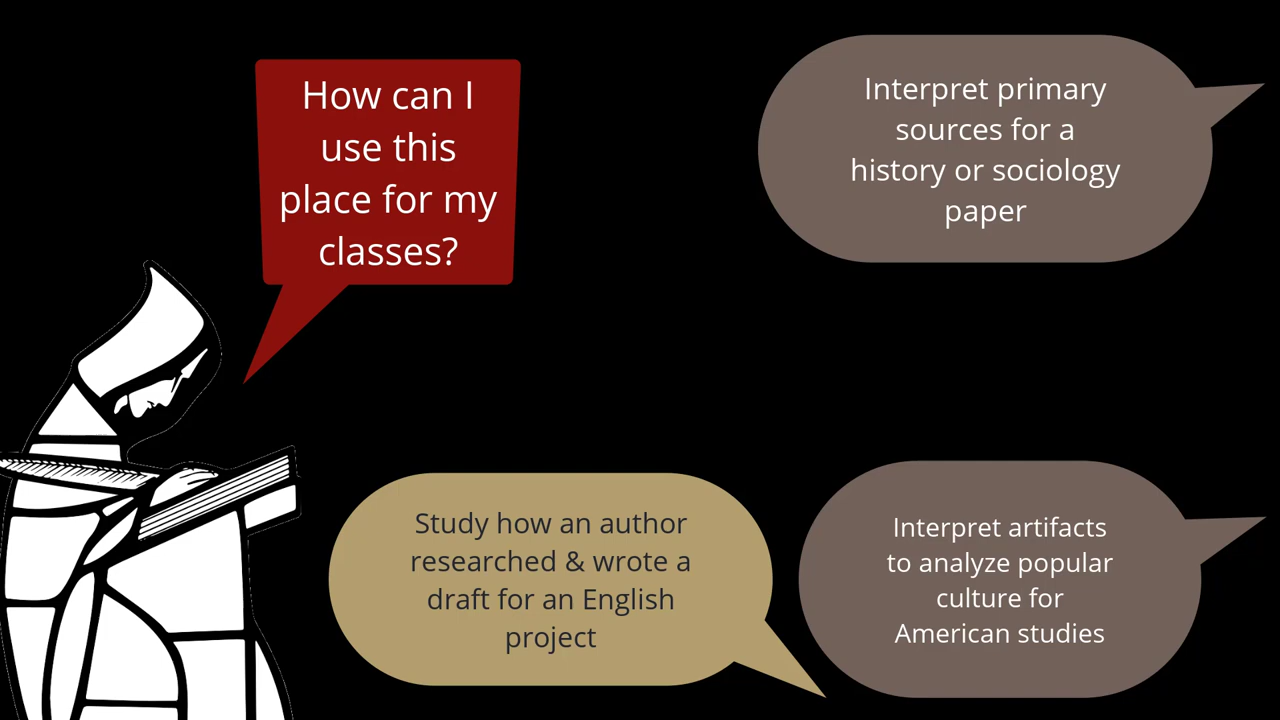 How can I
use this
place for my
classes?
Interpret primary
sources for a
history or sociology
paper
Study how an author
researched & wrote a
draft for an English
project
Interpret artifacts
to analyze popular
culture for
American studies